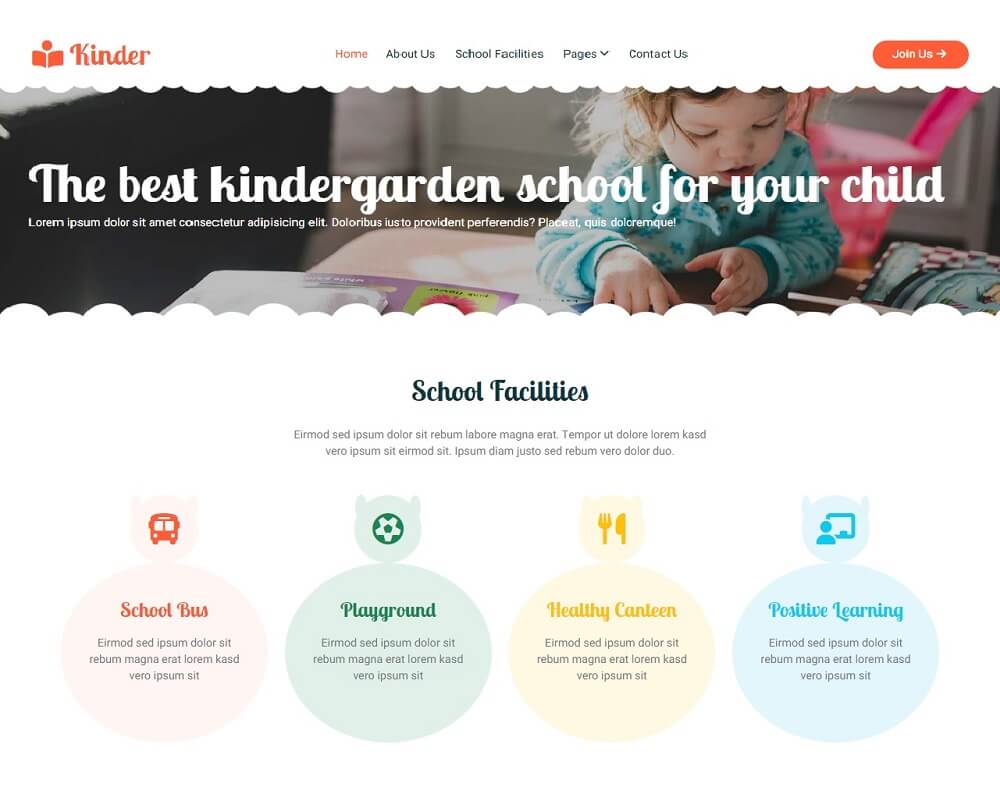 Kinder
Home About Us School Facilities Pages Contact Us
Join Us
The best kindergarden school for your child
Lorem ipsum dolor sit amet consectetur adipisicing elit. Doloribus iusto provident perferendis? Placeat, quis doloremque!
white pape
pink flower
School Facilities
Eirmod sed ipsum dolor sit rebum labore magna erat. Tempor ut dolore lorem kasd
vero ipsum sit eirmod sit. Ipsum diam justo sed rebum vero dolor duo.
School Bus
Eirmod sed ipsum dolor sit
rebum magna erat lorem kasd
vero ipsum sit
Playground
Eirmod sed ipsum dolor sit
rebum magna erat lorem kasd
vero ipsum sit
Healthy Canteen
Eirmod sed ipsum dolor sit
rebum magna erat lorem kasd
vero ipsum sit
Positive Learning
Eirmod sed ipsum dolor sit
rebum magna erat lorem kasd
vero ipsum sit